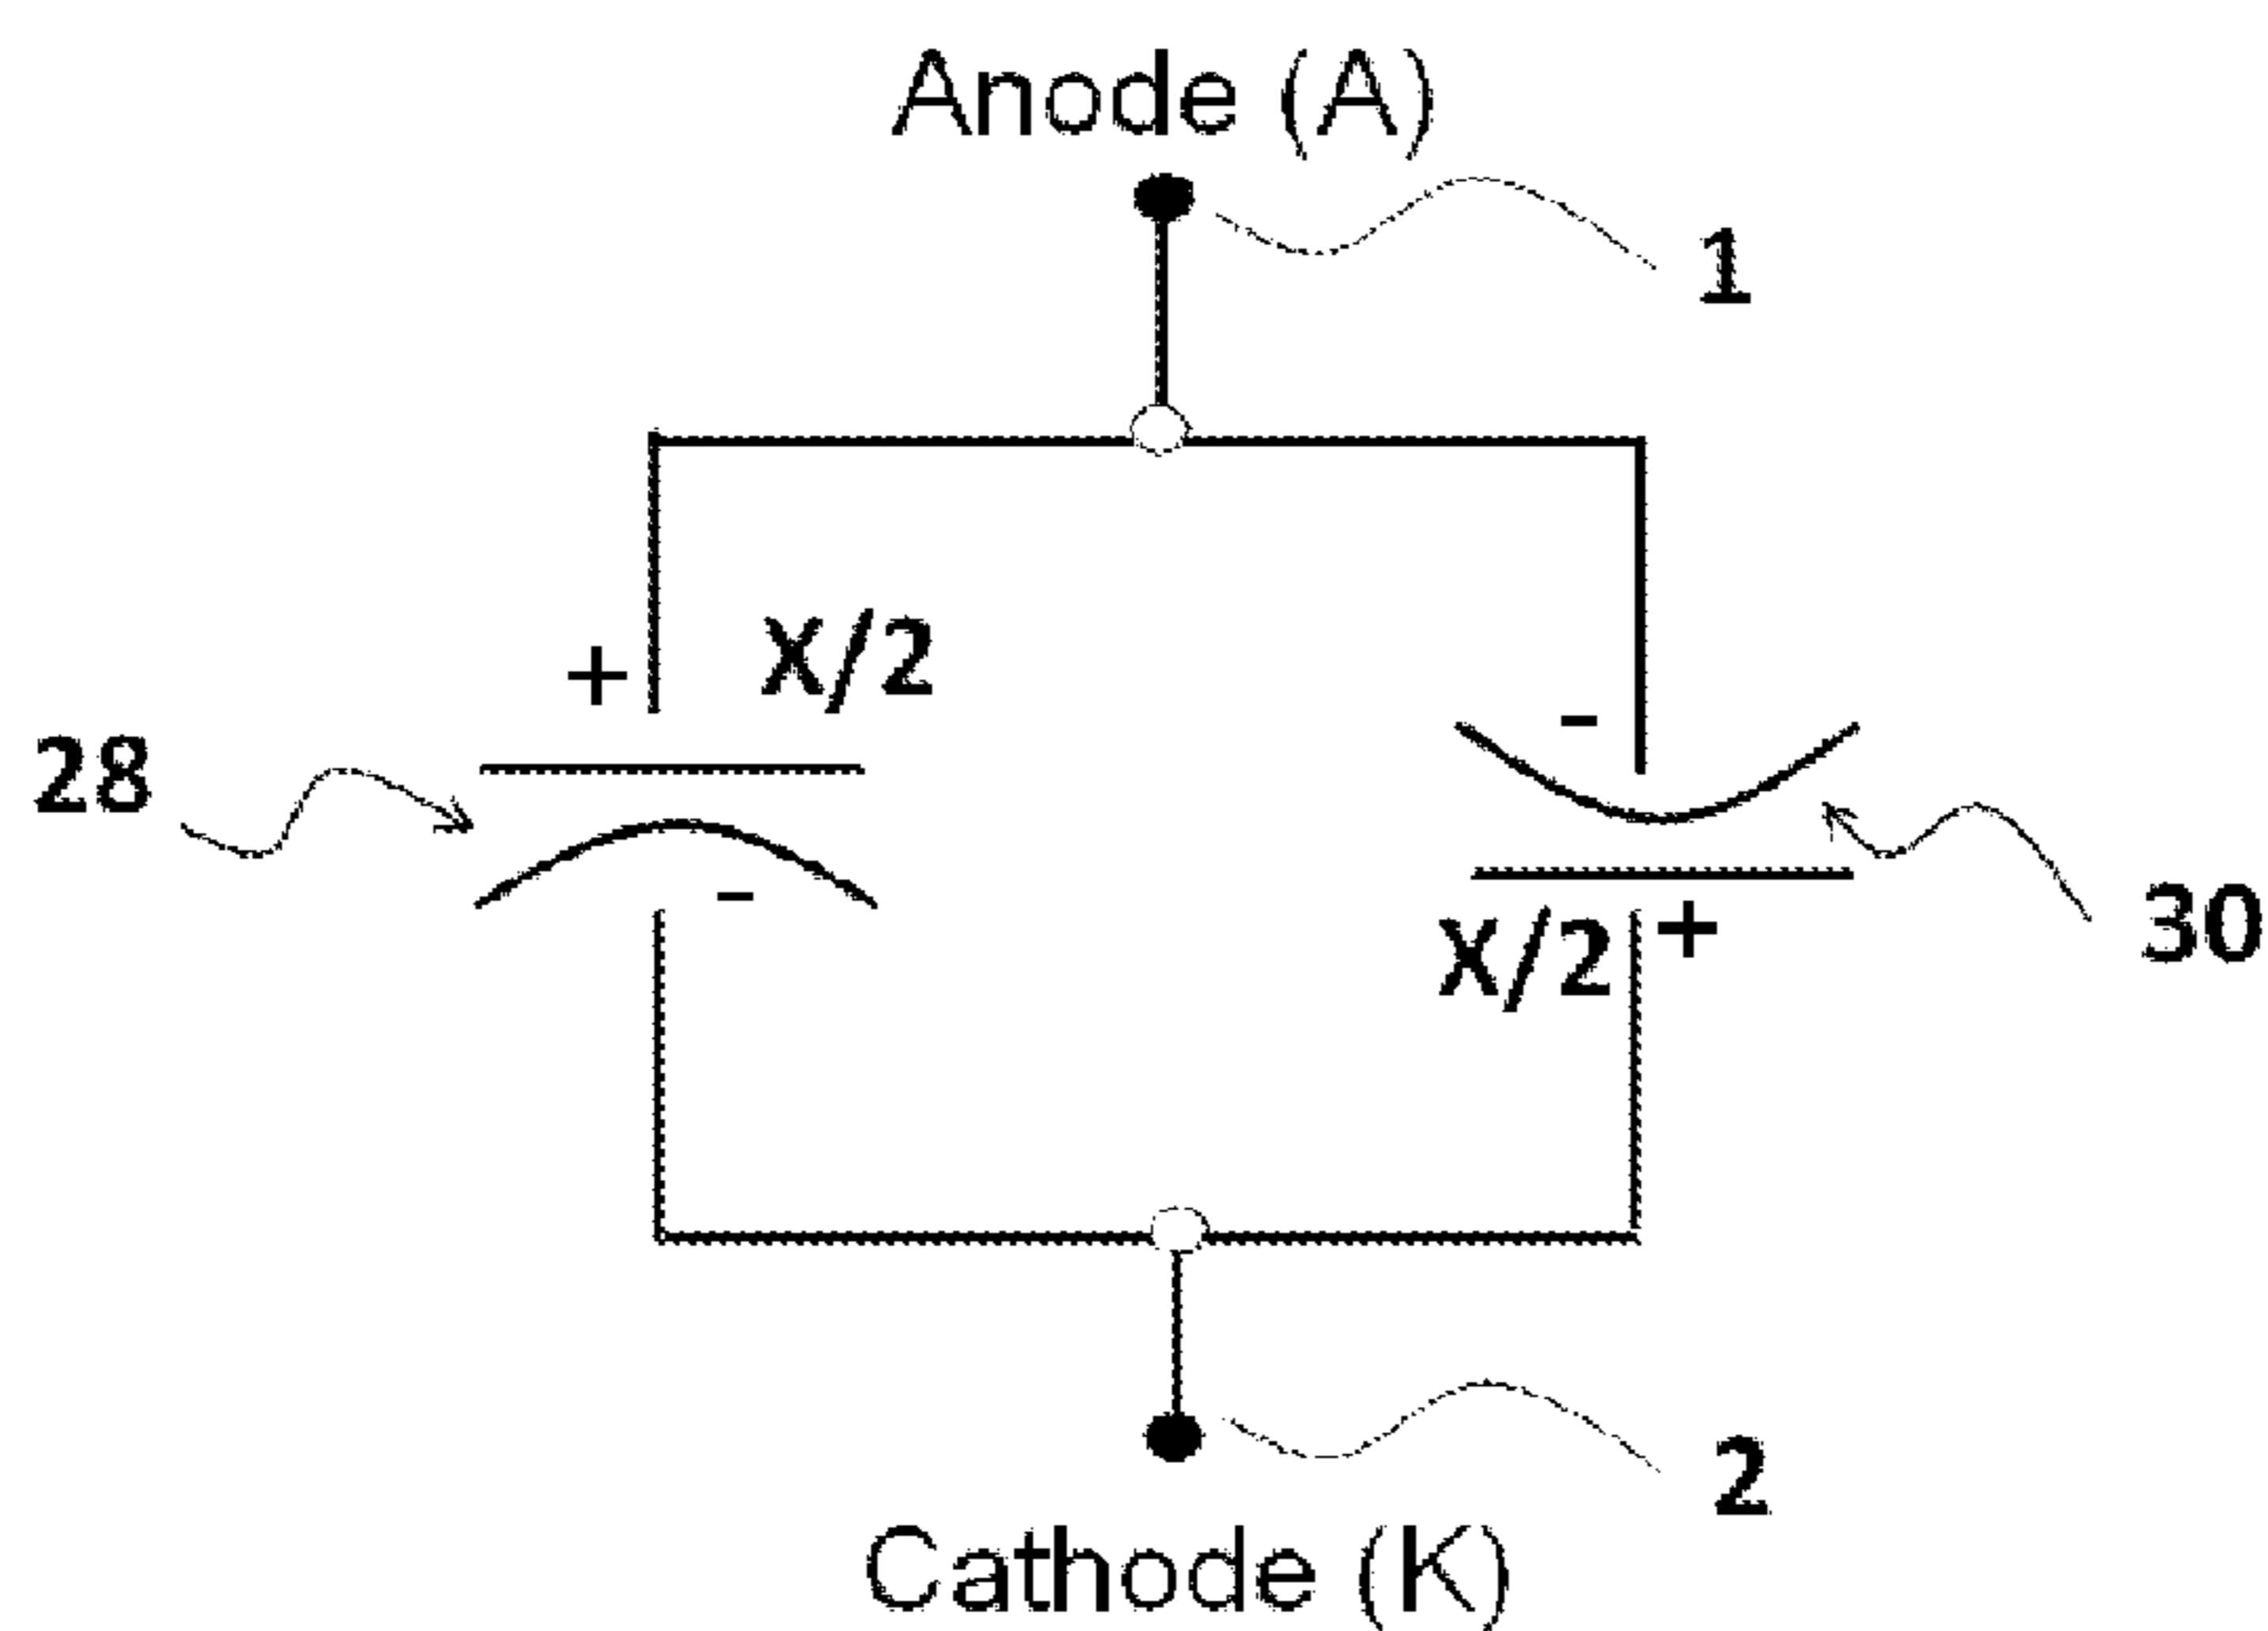 Anode (A)
1
+
X/2
-
28
-
X/2
+
30
2
Cathode (K)